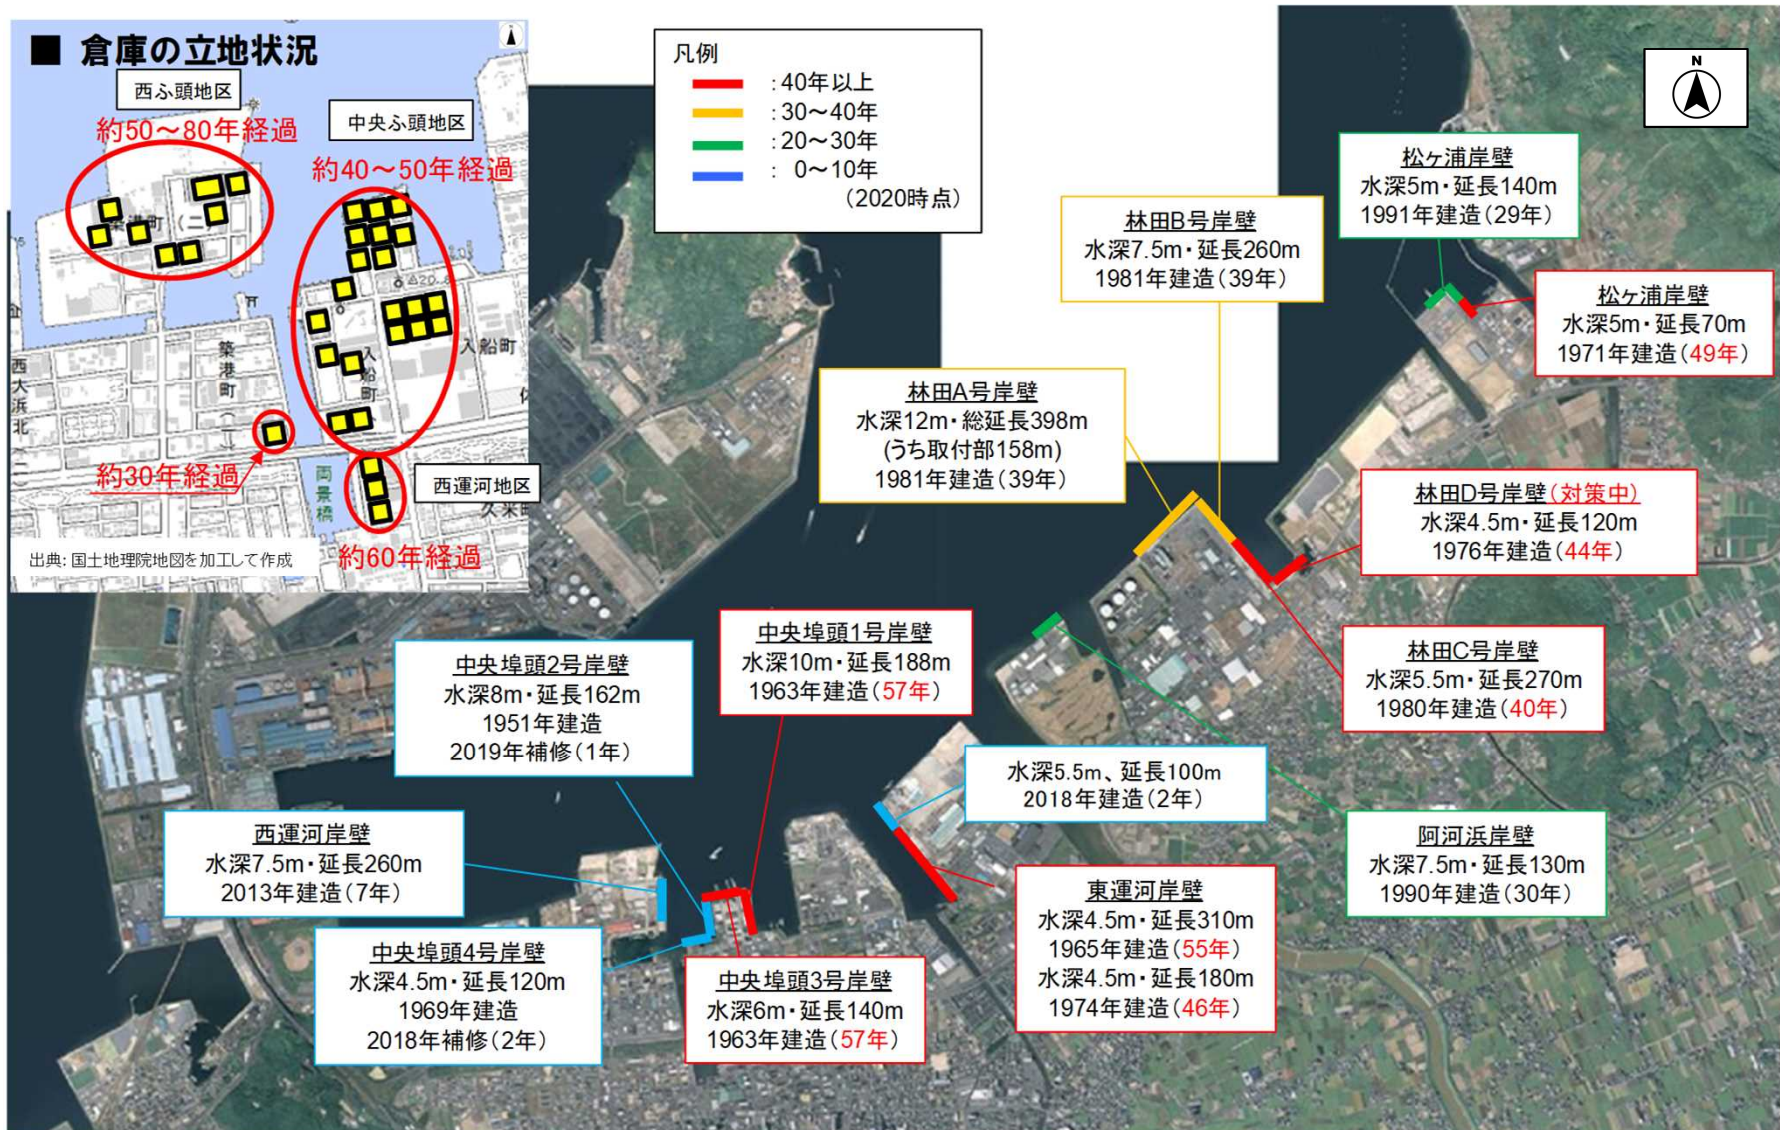 ■ 倉庫の立地状況
西ふ頭地区
約50～80年経過
中央ふ頭地区
約40～50年経過
築港町（二）
築港町（一）
西大浜北
入船町
入船町
約30年経過
両景橋
西運河地区
久米町
約60年経過
出典：国土地理院地図を加工して作成
凡例
：40年以上
：30～40年
：20～30年
：0～10年
（2020時点）
N
松ヶ浦岸壁
水深5m・延長140m
1991年建造（29年）
林田B号岸壁
水深7.5m・延長260m
1981年建造（39年）
松ヶ浦岸壁
水深5m・延長70m
1971年建造（49年）
林田A号岸壁
水深12m・総延長398m
(うち取付部158m)
1981年建造（39年）
林田D号岸壁（対策中）
水深4.5m・延長120m
1976年建造（44年）
林田C号岸壁
水深5.5m・延長270m
1980年建造（40年）
中央埠頭1号岸壁
水深10m・延長188m
1963年建造（57年）
中央埠頭2号岸壁
水深8m・延長162m
1951年建造
2019年補修（1年）
水深5.5m、延長100m
2018年建造（2年）
西運河岸壁
水深7.5m・延長260m
2013年建造（7年）
阿河浜岸壁
水深7.5m・延長130m
1990年建造（30年）
東運河岸壁
水深4.5m・延長310m
1965年建造（55年）
水深4.5m・延長180m
1974年建造（46年）
中央埠頭4号岸壁
水深4.5m・延長120m
1969年建造
2018年補修（2年）
中央埠頭3号岸壁
水深6m・延長140m
1963年建造（57年）